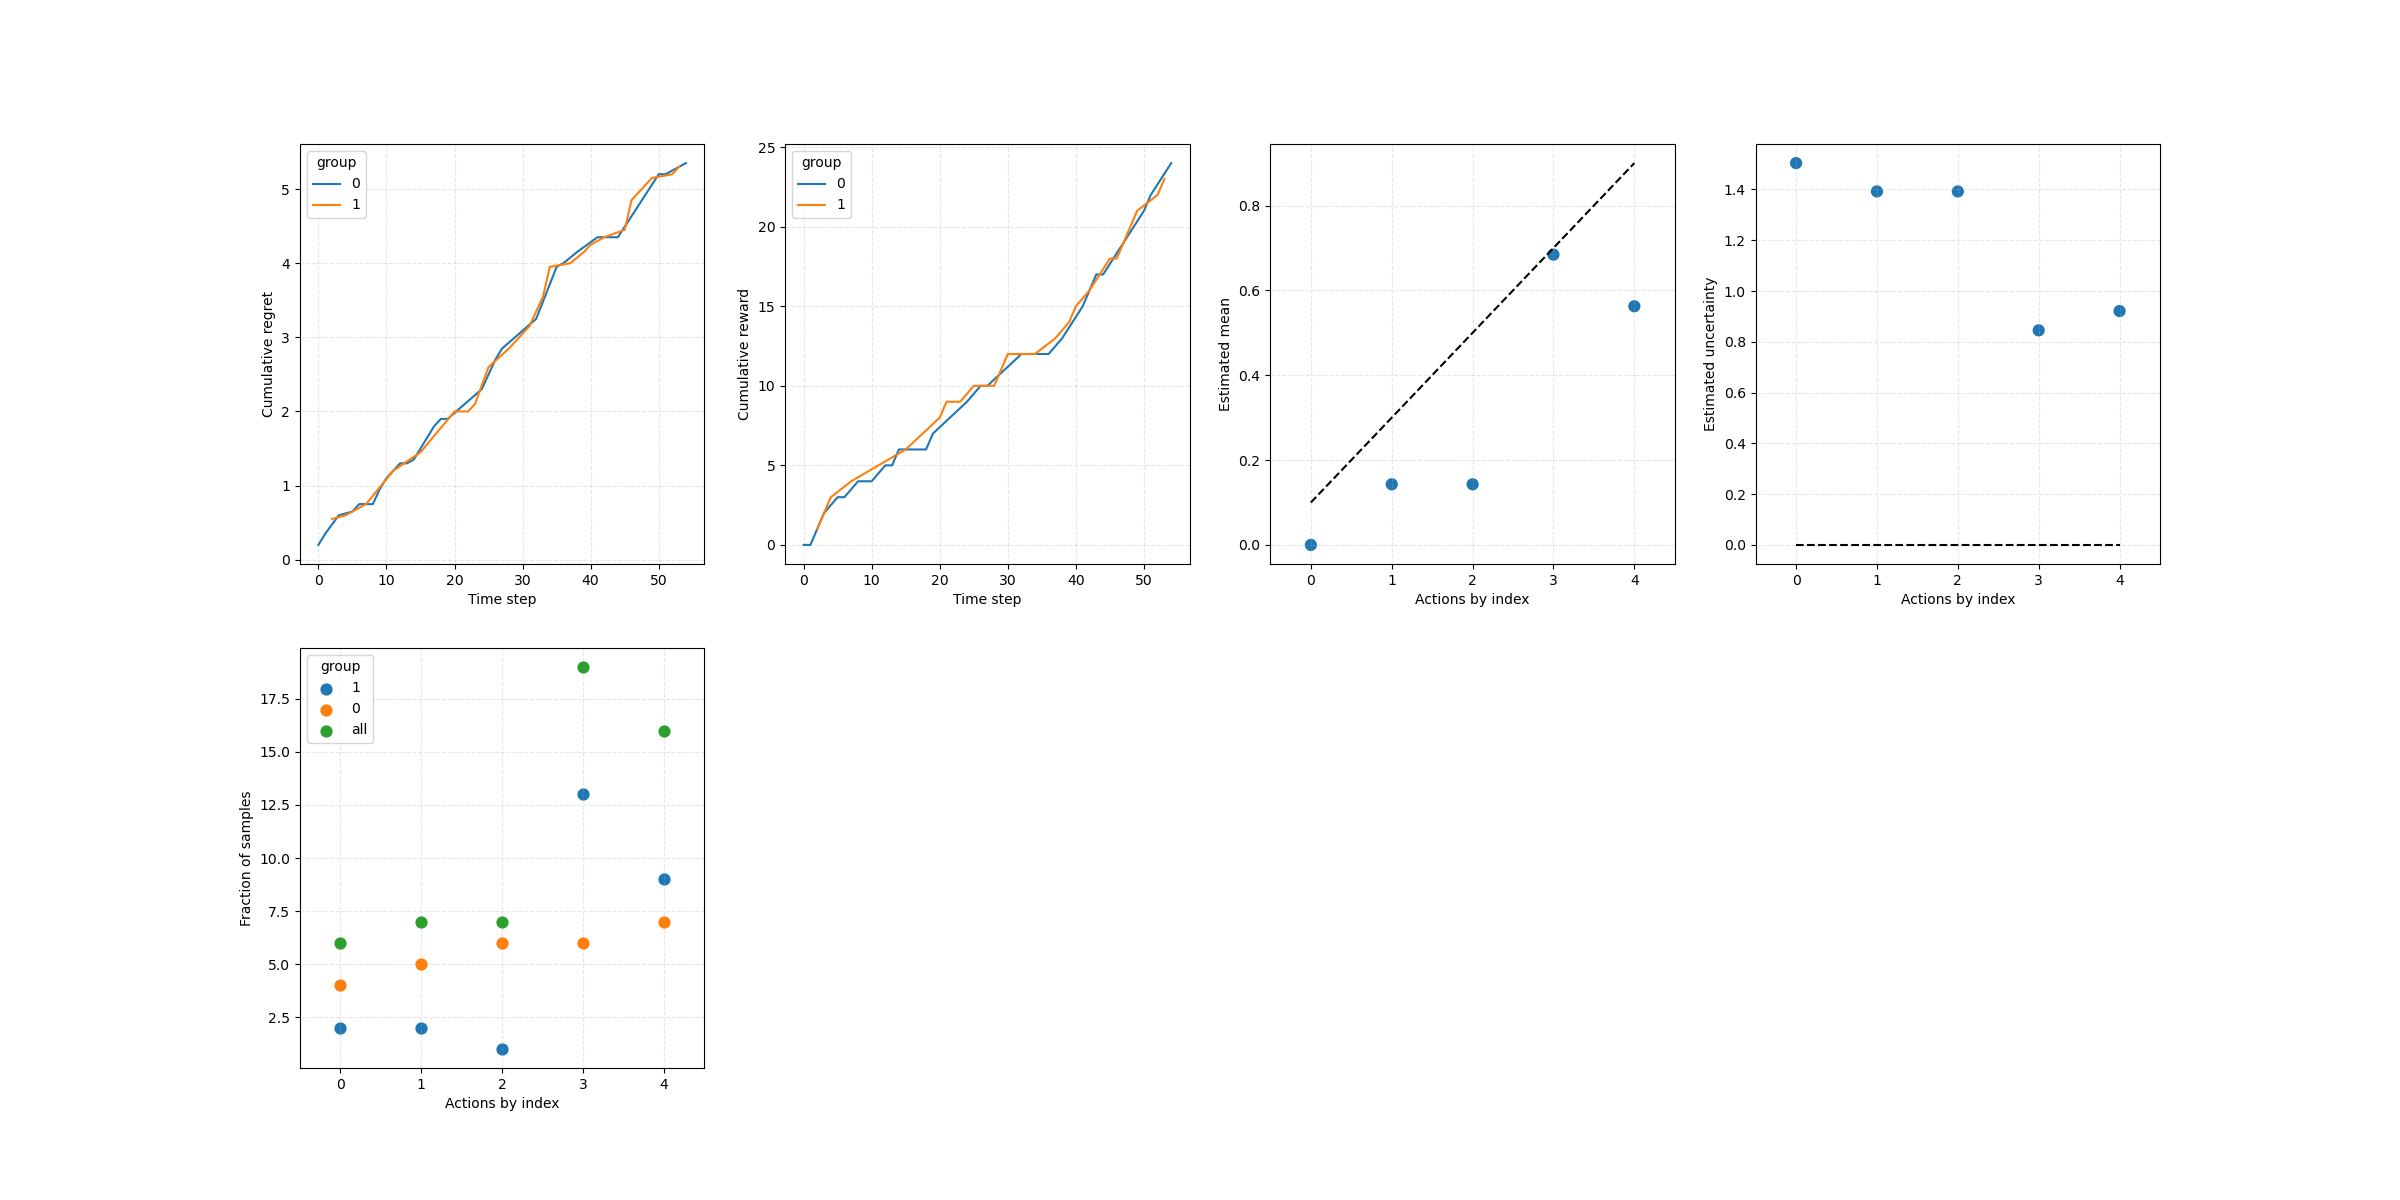 group
0
1
Cumulative regret
0
1
2
3
4
5
0 10 20 30 40 50
Time step
group
0
1
Cumulative reward
0
5
10
15
20
25
0 10 20 30 40 50
Time step
Estimated mean
0.0
0.2
0.4
0.6
0.8
0 1 2 3 4
Actions by index
Estimated uncertainty
0.0
0.2
0.4
0.6
0.8
1.0
1.2
1.4
0 1 2 3 4
Actions by index
group
1
0
all
Fraction of samples
2.5
5.0
7.5
10.0
12.5
15.0
17.5
0 1 2 3 4
Actions by index